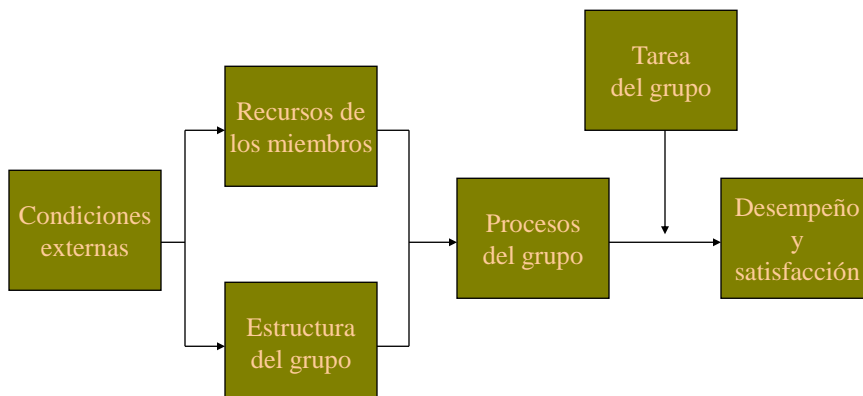 Condiciones
externas
Recursos de
los miembros
Estructura
del grupo
Procesos
del grupo
Tarea
del grupo
Desempeño
y
satisfacción